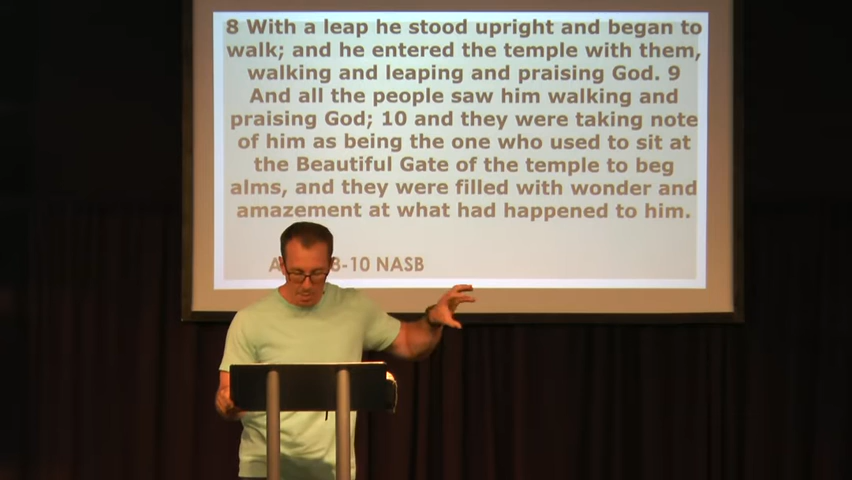 8 With a leap he stood upright and began to
walk; and he entered the temple with them,
walking and leaping and praising God. 9
And all the people saw him walking and
praising God; 10 and they were taking note
of him as being the one who used to sit at
the Beautiful Gate of the temple to beg
alms, and they were filled with wonder and
amazement at what had happened to him.
8-10 NASB